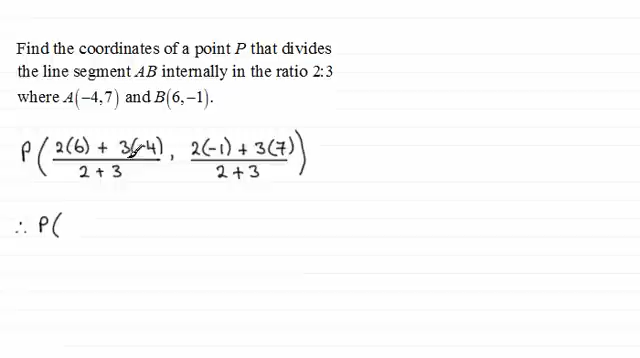 Find the coordinates of a point P that divides
the line segment AB internally in the ratio 2:3
where A(−4,7) and B(6,−1).
P( 2(6) + 3(-4) / 2 + 3 , 2(-1) + 3(7) / 2 + 3 )
∴ P(